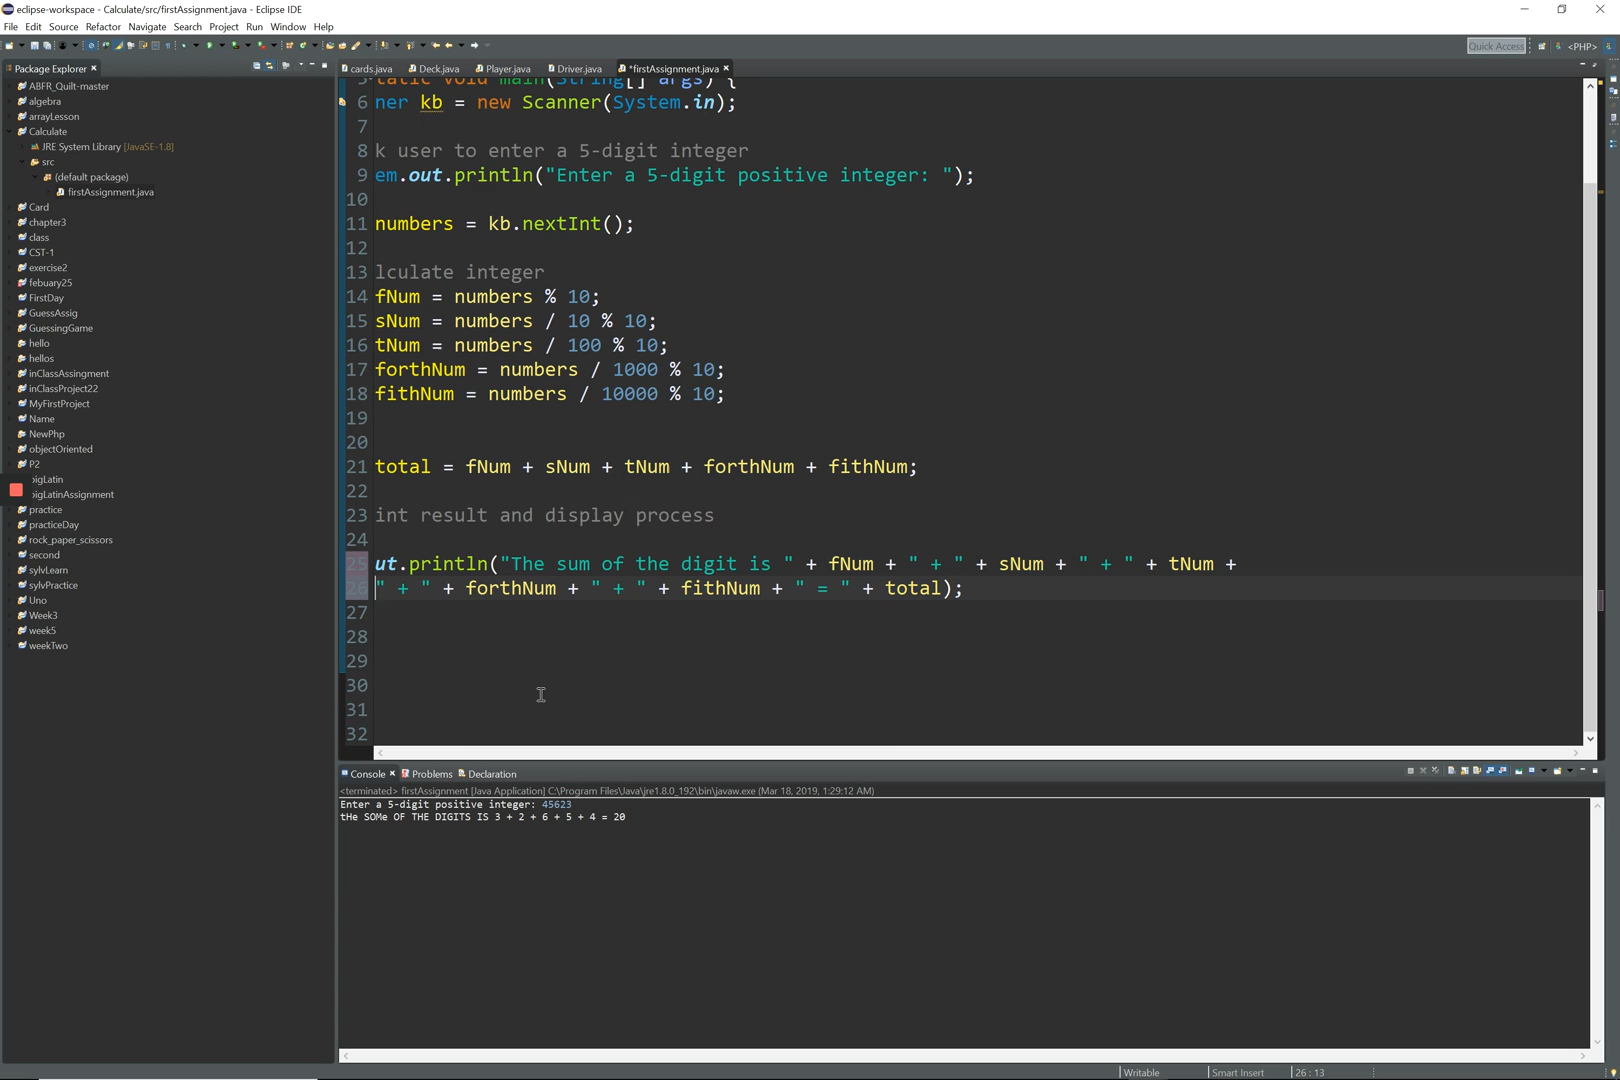 eclipse-workspace - Calculate/src/firstAssignment.java - Eclipse IDE
File Edit Source Refactor Navigate Search Project Run Window Help
Quick Access <PHP>
Package Explorer
cards.java Deck.java Player.java Driver.java *firstAssignment.java
ABFR_Quilt-master
algebra
arrayLesson
Calculate
JRE System Library [JavaSE-1.8]
src
(default package)
firstAssignment.java
Card
chapter3
class
CST-1
exercise2
febuary25
FirstDay
GuessAssig
GuessingGame
hello
hellos
inClassAssingment
inClassProject22
MyFirstProject
Name
NewPhp
objectOriented
P2
pigLatin
pigLatinAssignment
practice
practiceDay
rock_paper_scissors
second
sylvLearn
sylvPractice
Uno
Week3
week5
weekTwo
5 tatic void main(String[] args) {
6 ner kb = new Scanner(System.in);
7
8 k user to enter a 5-digit integer
9 em.out.println("Enter a 5-digit positive integer: ");
10
11 numbers = kb.nextInt();
12
13 lculate integer
14 fNum = numbers % 10;
15 sNum = numbers / 10 % 10;
16 tNum = numbers / 100 % 10;
17 forthNum = numbers / 1000 % 10;
18 fithNum = numbers / 10000 % 10;
19
20
21 total = fNum + sNum + tNum + forthNum + fithNum;
22
23 int result and display process
24
25 ut.println("The sum of the digit is " + fNum + " + " + sNum + " + " + tNum +
26 " + " + forthNum + " + " + fithNum + " = " + total);
27
28
29
30
31
32
Console Problems Declaration
<terminated> firstAssignment [Java Application] C:\Program Files\Java\jre1.8.0_192\bin\javaw.exe (Mar 18, 2019, 1:29:12 AM)
Enter a 5-digit positive integer: 45623
tHe SOMe OF THE DIGITS IS 3 + 2 + 6 + 5 + 4 = 20
Writable Smart Insert 26 : 13